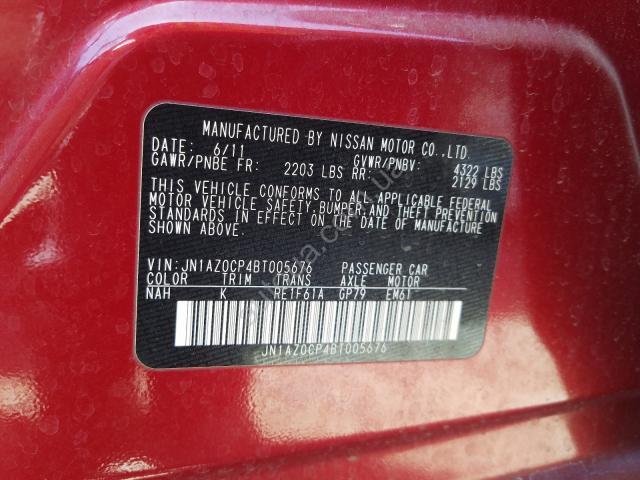 MANUFACTURED BY NISSAN MOTOR CO.,LTD
DATE: 6/11 GVWR/PNBV: 4322 LBS
GAWR/PNBE FR: 2203 LBS RR: 2129 LBS
THIS VEHICLE CONFORMS TO ALL APPLICABLE FEDERAL
MOTOR VEHICLE SAFETY, BUMPER, AND THEFT PREVENTION
STANDARDS IN EFFECT ON THE DATE OF MANUFACTURE
SHOWN ABOVE.
VIN: JN1AZ0CP4BT005676 PASSENGER CAR
COLOR TRIM TRANS AXLE MOTOR
NAH K RE1F61A GP79 EM61
JN1AZ0CP4BT005676